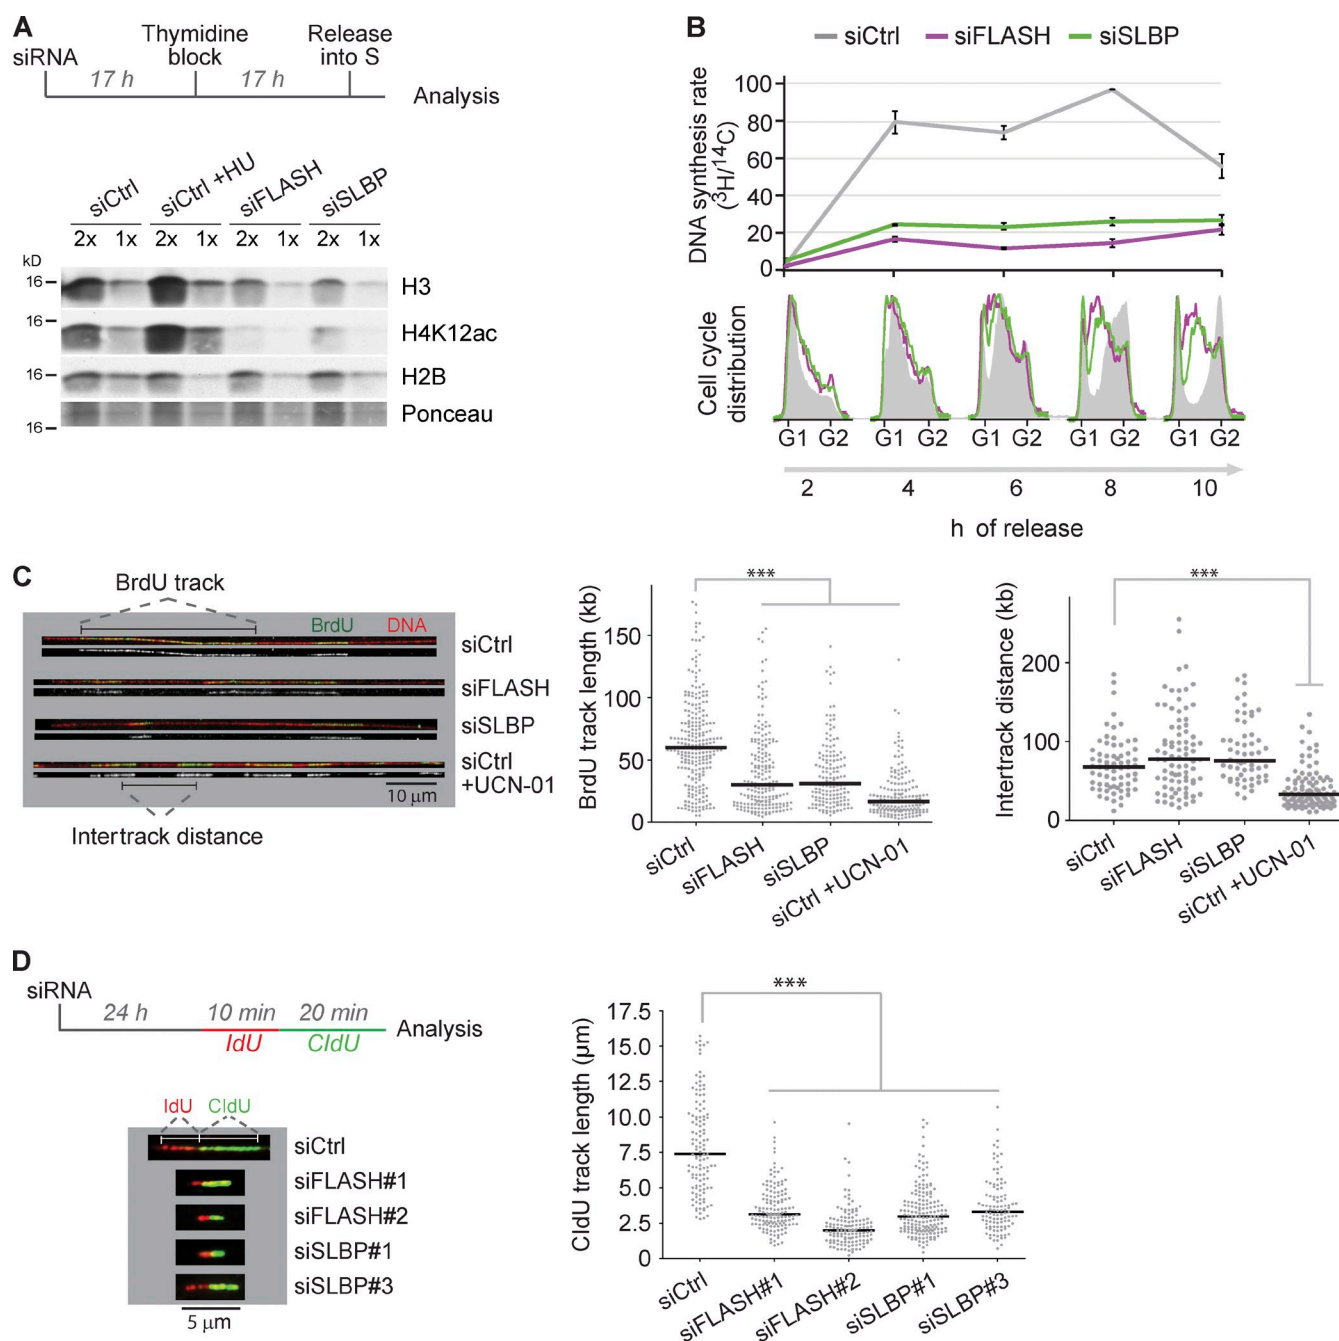 A
siRNA
Thymidine
block
Release
into S
17 h
17 h
Analysis
siCtrl
siCtrl +HU
siFLASH
siSLBP
2x 1x 2x 1x 2x 1x 2x 1x
kD
16
H3
16
H4K12ac
16
H2B
Ponceau
16
B
siCtrl siFLASH siSLBP
DNA synthesis rate
(³H/¹⁴C)
100
80
60
40
20
0
Cell cycle
distribution
G1 G2 G1 G2 G1 G2 G1 G2 G1 G2
2 4 6 8 10
h of release
C
BrdU track
BrdU DNA
siCtrl
siFLASH
siSLBP
siCtrl
+UCN-01
10 µm
Intertrack distance
BrdU track length (kb)
***
150
100
50
0
siCtrl
siFLASH
siSLBP
siCtrl +UCN-01
Intertrack distance (kb)
***
200
100
0
siCtrl
siFLASH
siSLBP
siCtrl +UCN-01
D
siRNA
24 h
10 min
20 min
IdU
CldU
Analysis
IdU CldU
siCtrl
siFLASH#1
siFLASH#2
siSLBP#1
siSLBP#3
5 µm
CldU track length (µm)
***
17.5
15.0
12.5
10.0
7.5
5.0
2.5
0
siCtrl
siFLASH#1
siFLASH#2
siSLBP#1
siSLBP#3